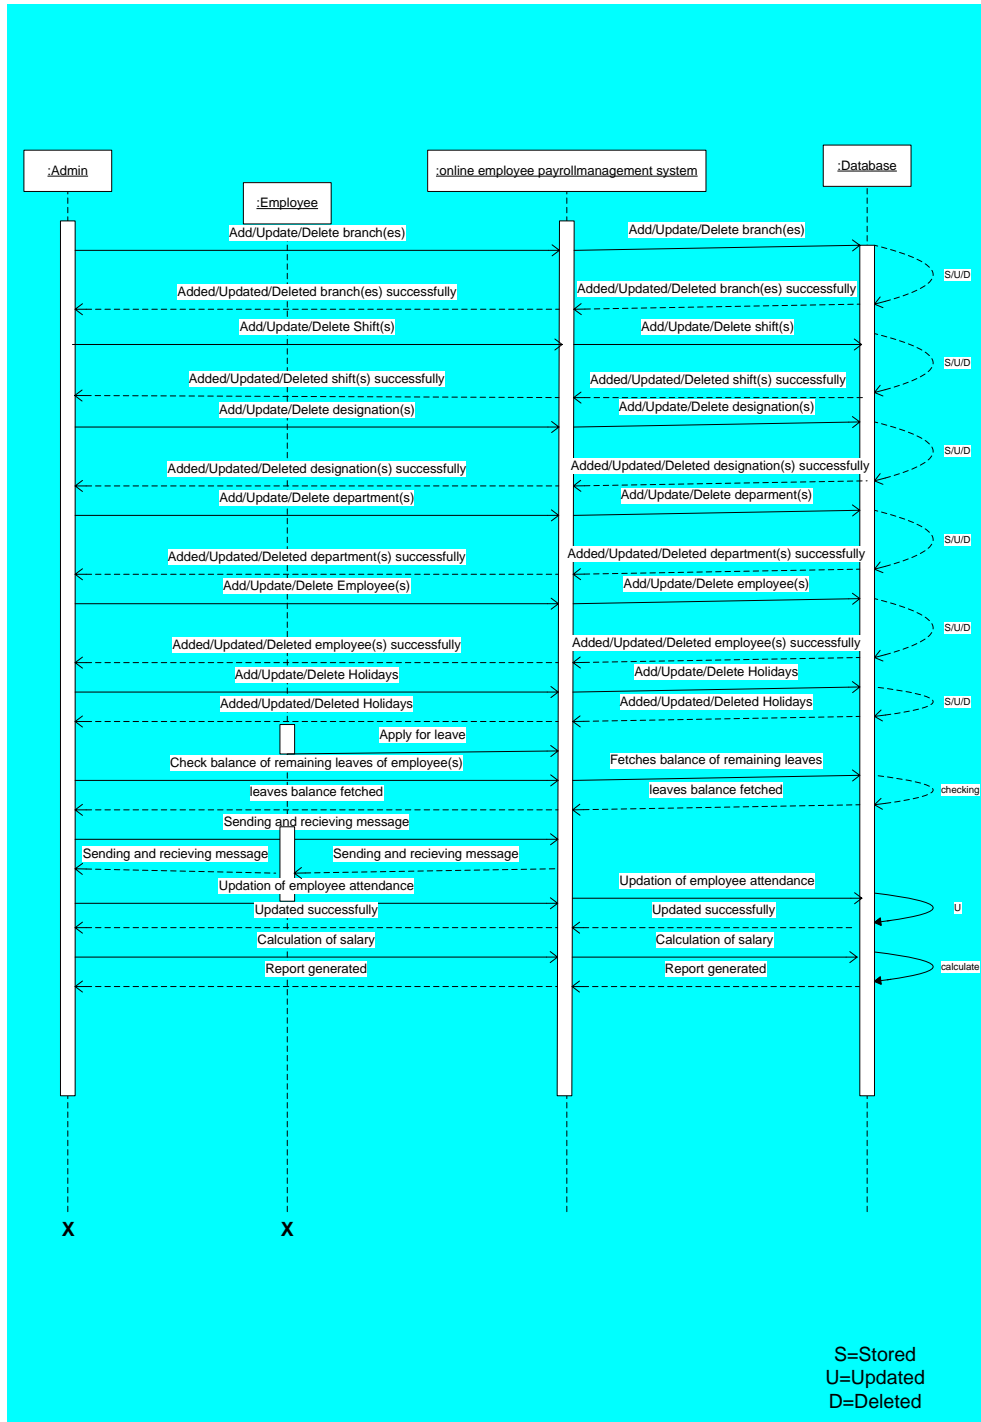 :Admin
:Employee
:online employee payrollmanagement system
:Database
Add/Update/Delete branch(es)
Add/Update/Delete branch(es)
S/U/D
Added/Updated/Deleted branch(es) successfully
Added/Updated/Deleted branch(es) successfully
Add/Update/Delete Shift(s)
Add/Update/Delete shift(s)
S/U/D
Added/Updated/Deleted shift(s) successfully
Added/Updated/Deleted shift(s) successfully
Add/Update/Delete designation(s)
Add/Update/Delete designation(s)
S/U/D
Added/Updated/Deleted designation(s) successfully
Added/Updated/Deleted designation(s) successfully
Add/Update/Delete department(s)
Add/Update/Delete deparment(s)
S/U/D
Added/Updated/Deleted department(s) successfully
Added/Updated/Deleted department(s) successfully
Add/Update/Delete Employee(s)
Add/Update/Delete employee(s)
S/U/D
Added/Updated/Deleted employee(s) successfully
Added/Updated/Deleted employee(s) successfully
Add/Update/Delete Holidays
Add/Update/Delete Holidays
S/U/D
Added/Updated/Deleted Holidays
Added/Updated/Deleted Holidays
Apply for leave
Check balance of remaining leaves of employee(s)
Fetches balance of remaining leaves
checking
leaves balance fetched
leaves balance fetched
Sending and recieving message
Sending and recieving message
Sending and recieving message
Updation of employee attendance
Updation of employee attendance
U
Updated successfully
Updated successfully
Calculation of salary
Calculation of salary
calculate
Report generated
Report generated
X
X
S=Stored
U=Updated
D=Deleted